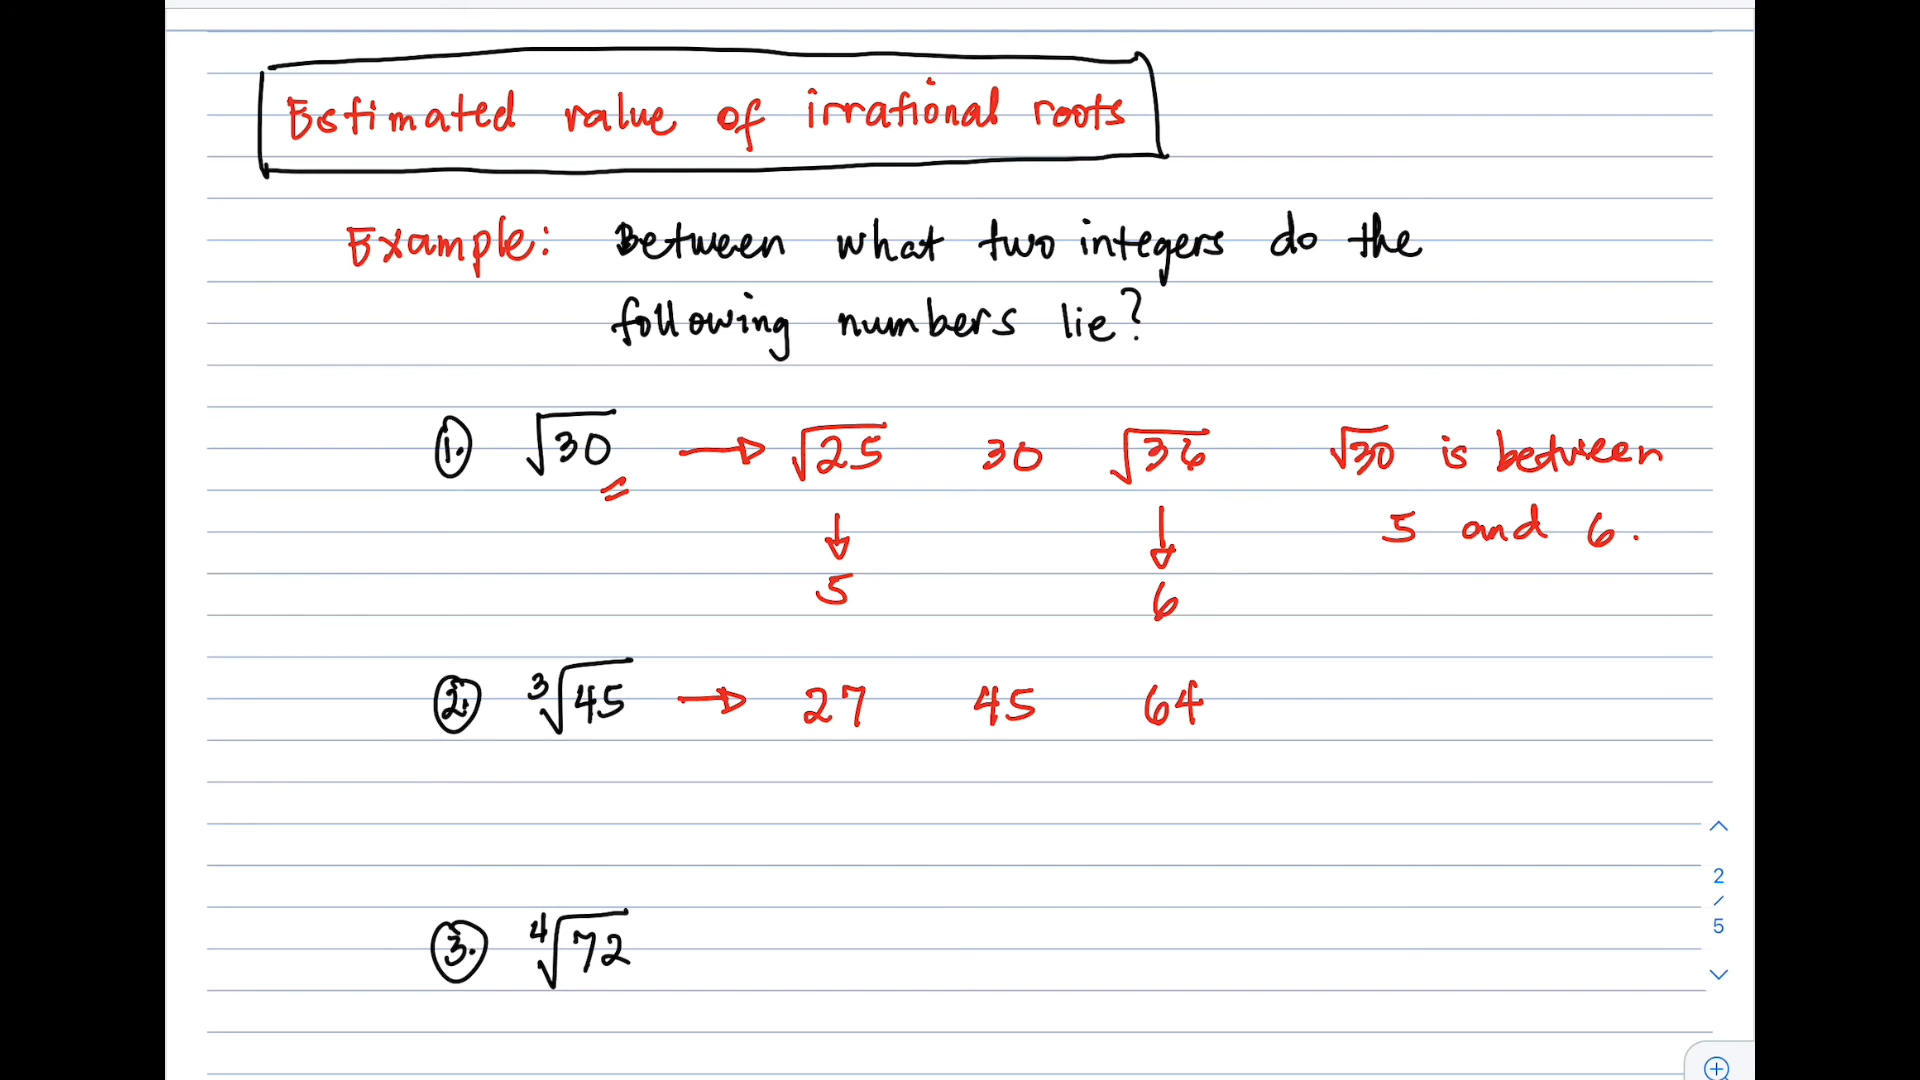 Estimated value of irrational roots
Example: Between what two integers do the
following numbers lie?
1. √30 → √25 30 √36 √30 is between
↓ ↓ 5 and 6.
5 6
2. ∛45 → 27 45 64
3. ∜72
2
/
5